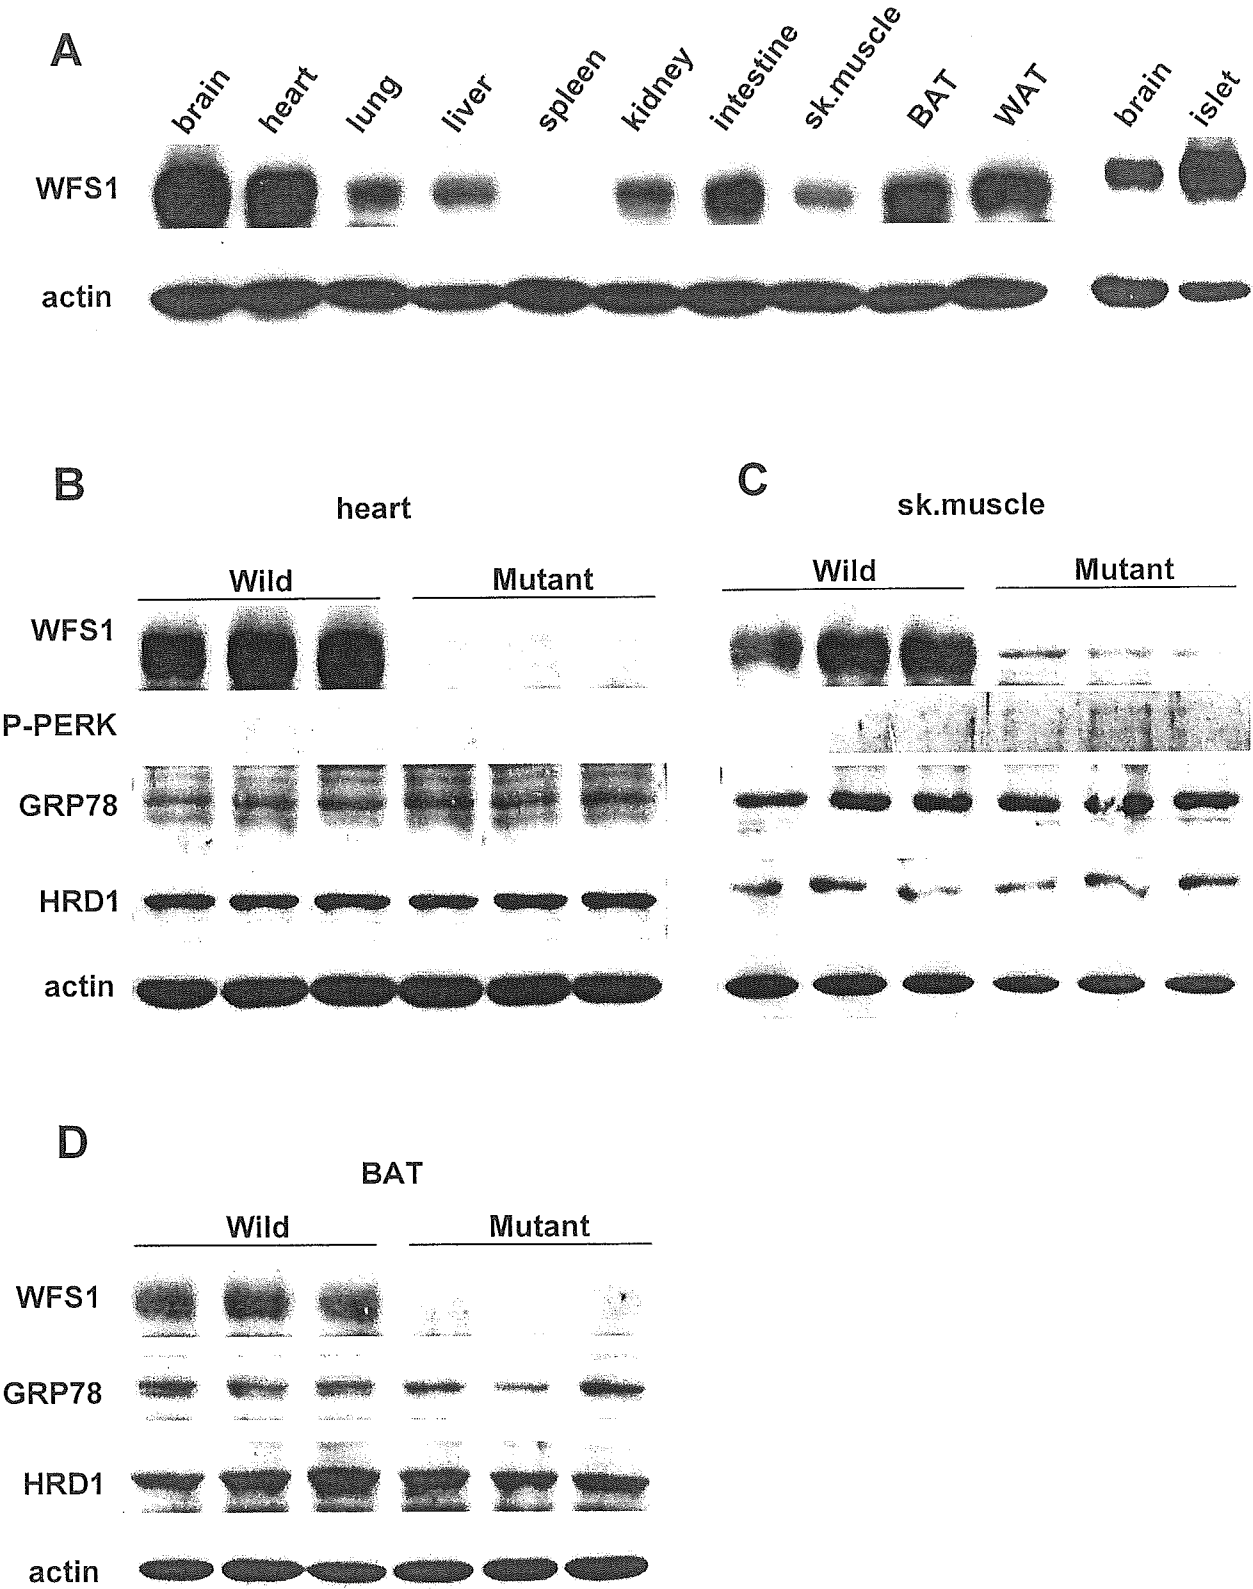 A
brain heart lung liver spleen kidney intestine sk.muscle BAT WAT brain islet
WFS1
actin
B
heart
Wild Mutant
WFS1
P-PERK
GRP78
HRD1
actin
C
sk.muscle
Wild Mutant
D
BAT
Wild Mutant
WFS1
GRP78
HRD1
actin